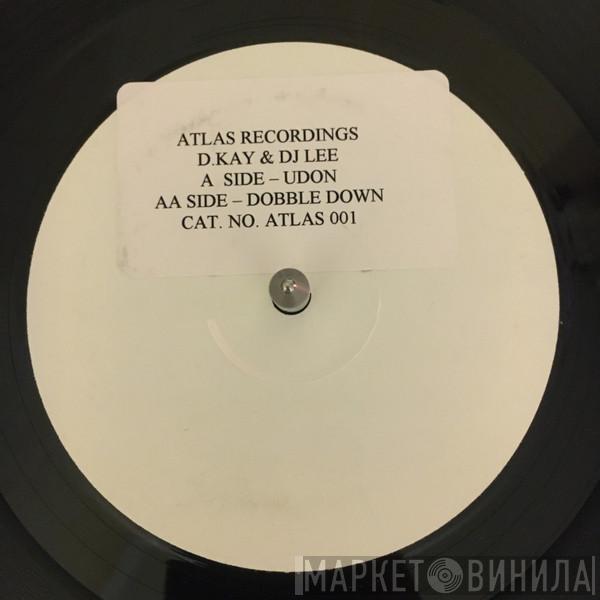 ATLAS RECORDINGS
D.KAY & DJ LEE
A SIDE – UDON
AA SIDE – DOBBLE DOWN
CAT. NO. ATLAS 001
МАРКЕТ ВИНИЛА